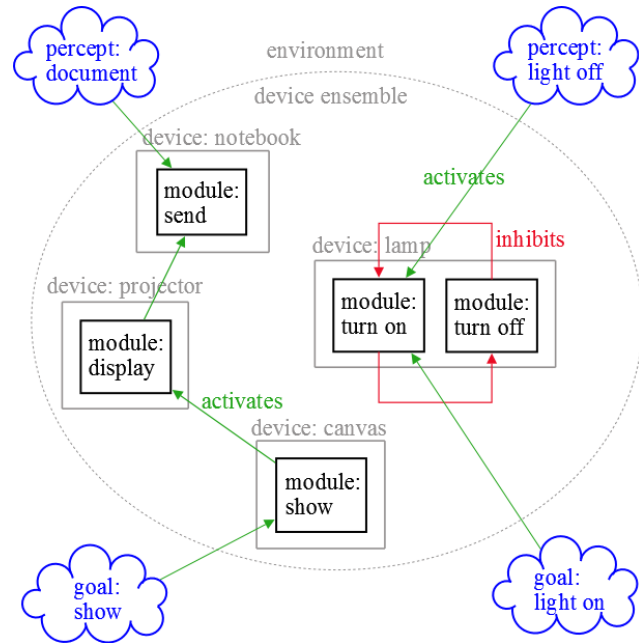 percept:
document
environment
percept:
light off
device ensemble
device: notebook
module:
send
activates
inhibits
device: lamp
module:
turn on
module:
turn off
device: projector
module:
display
activates
device: canvas
module:
show
goal:
show
goal:
light on